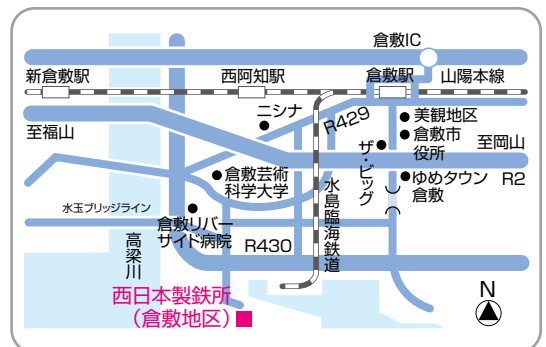 倉敷IC
新倉敷駅
西阿知駅
倉敷駅
山陽本線
ニシナ
R429
美観地区
倉敷市
役所
至福山
ザ・ビッグ
至岡山
倉敷芸術
科学大学
水島臨海鉄道
ゆめタウン
倉敷
R2
水玉ブリッジライン
倉敷リバー
サイド病院
高梁川
R430
西日本製鉄所
（倉敷地区）
N